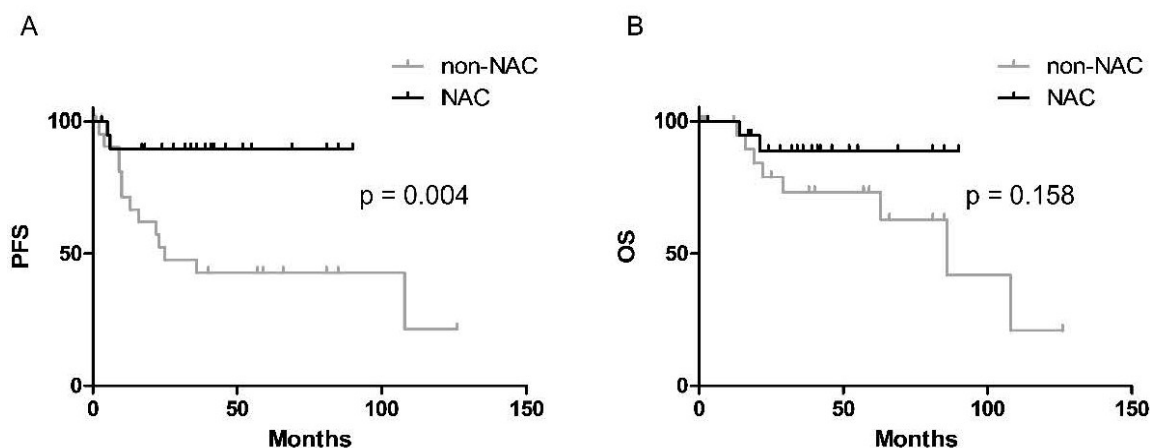 A
non-NAC
NAC
100
50
0
PFS
p = 0.004
0 50 100 150
Months
B
non-NAC
NAC
100
50
0
OS
p = 0.158
0 50 100 150
Months